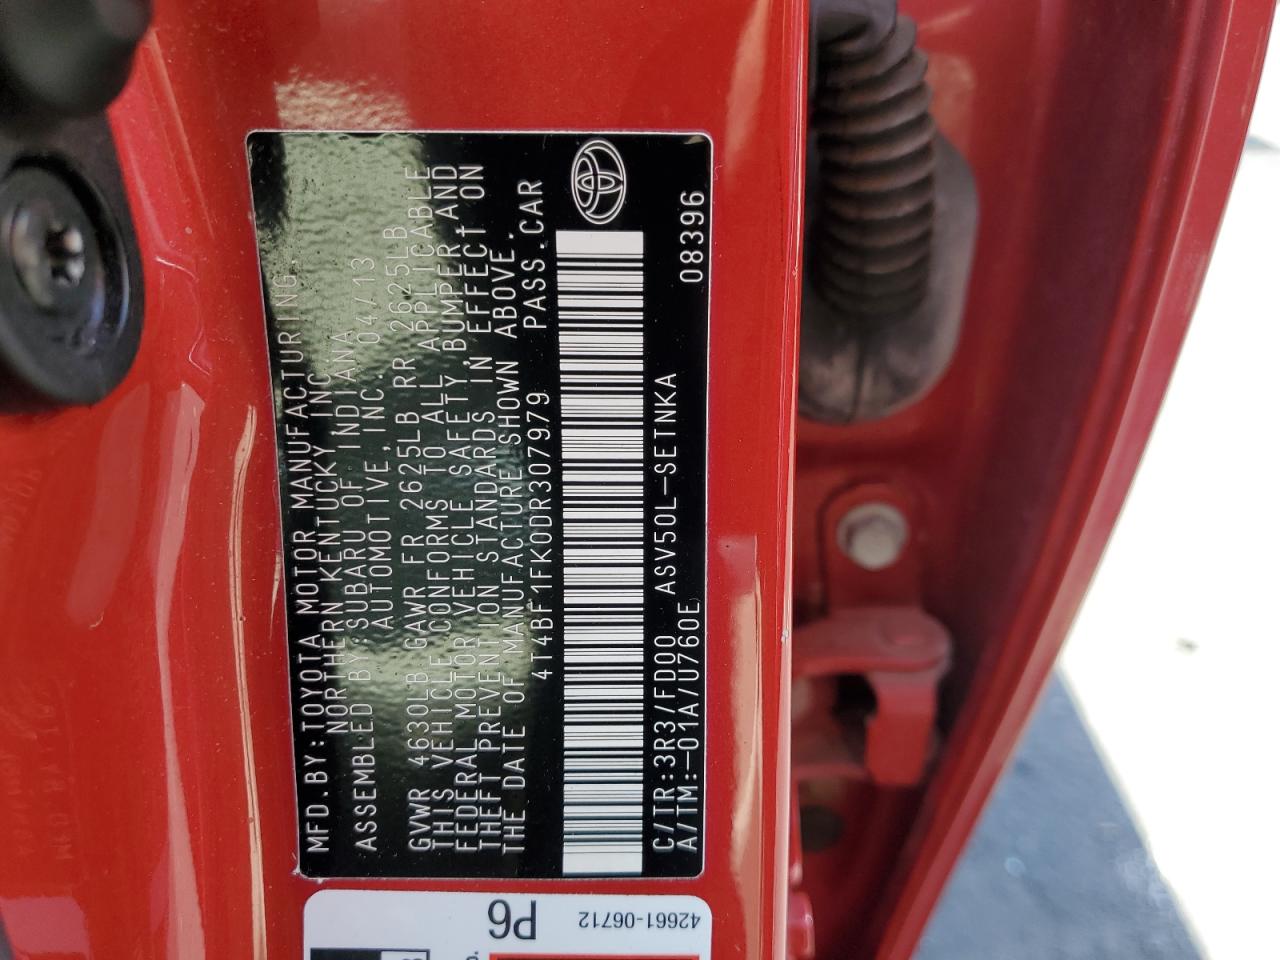 MFD.BY:TOYOTA MOTOR MANUFACTURING
NORTHERN KENTUCKY INC.
ASSEMBLED BY:SUBARU OF INDIANA
AUTOMOTIVE,INC. 04/13
GVWR 4630LB GAWR FR 2625LB RR 2625LB
THIS VEHICLE CONFORMS TO ALL APPLICABLE
FEDERAL MOTOR VEHICLE SAFETY,BUMPER,AND
THEFT PREVENTION STANDARDS IN EFFECT ON
THE DATE OF MANUFACTURE SHOWN ABOVE.
4T4BF1FK0DR307979 PASS.CAR
C/TR:3R3/FD00 ASV50L-SETNKA
A/TM:-01A/U760E 08396
P6
42661-06712